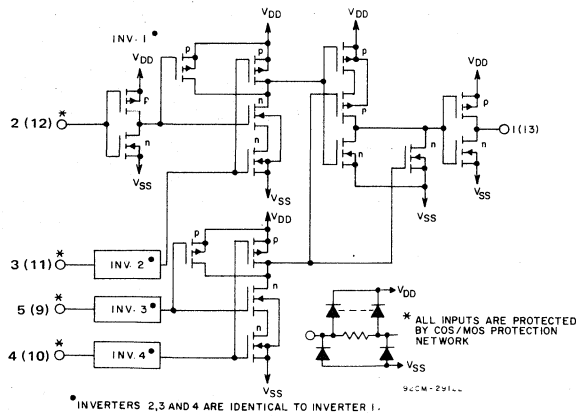 VDD
VDD
INV. 1 •
p
p
p
VDD
p
p
p
n
2 (12) *
n
n
n
1(13)
n
n
VSS
VSS
VSS
VSS
VDD
3 (11) *
INV. 2 •
p
p
5 (9) *
INV. 3 •
n
VDD
* ALL INPUTS ARE PROTECTED
BY COS/MOS PROTECTION
NETWORK
4 (10) *
INV. 4 •
n
VSS
VSS
• INVERTERS 2,3 AND 4 ARE IDENTICAL TO INVERTER 1.